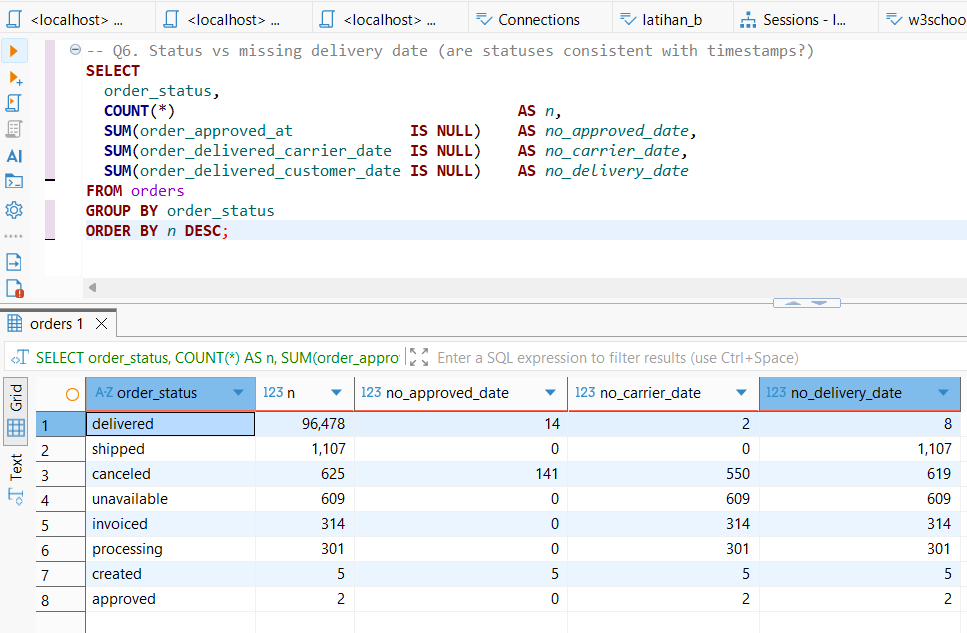 <localhost> ...
<localhost> ...
<localhost> ...
Connections
latihan_b
Sessions - l...
w3schoo
-- Q6. Status vs missing delivery date (are statuses consistent with timestamps?)
SELECT
order_status,
COUNT(*) AS n,
SUM(order_approved_at IS NULL) AS no_approved_date,
SUM(order_delivered_carrier_date IS NULL) AS no_carrier_date,
SUM(order_delivered_customer_date IS NULL) AS no_delivery_date
FROM orders
GROUP BY order_status
ORDER BY n DESC;
AI
orders 1
SELECT order_status, COUNT(*) AS n, SUM(order_appro
Enter a SQL expression to filter results (use Ctrl+Space)
Grid
Text
A-Z order_status 123 n 123 no_approved_date 123 no_carrier_date 123 no_delivery_date
1 delivered 96,478 14 2 8
2 shipped 1,107 0 0 1,107
3 canceled 625 141 550 619
4 unavailable 609 0 609 609
5 invoiced 314 0 314 314
6 processing 301 0 301 301
7 created 5 5 5 5
8 approved 2 0 2 2